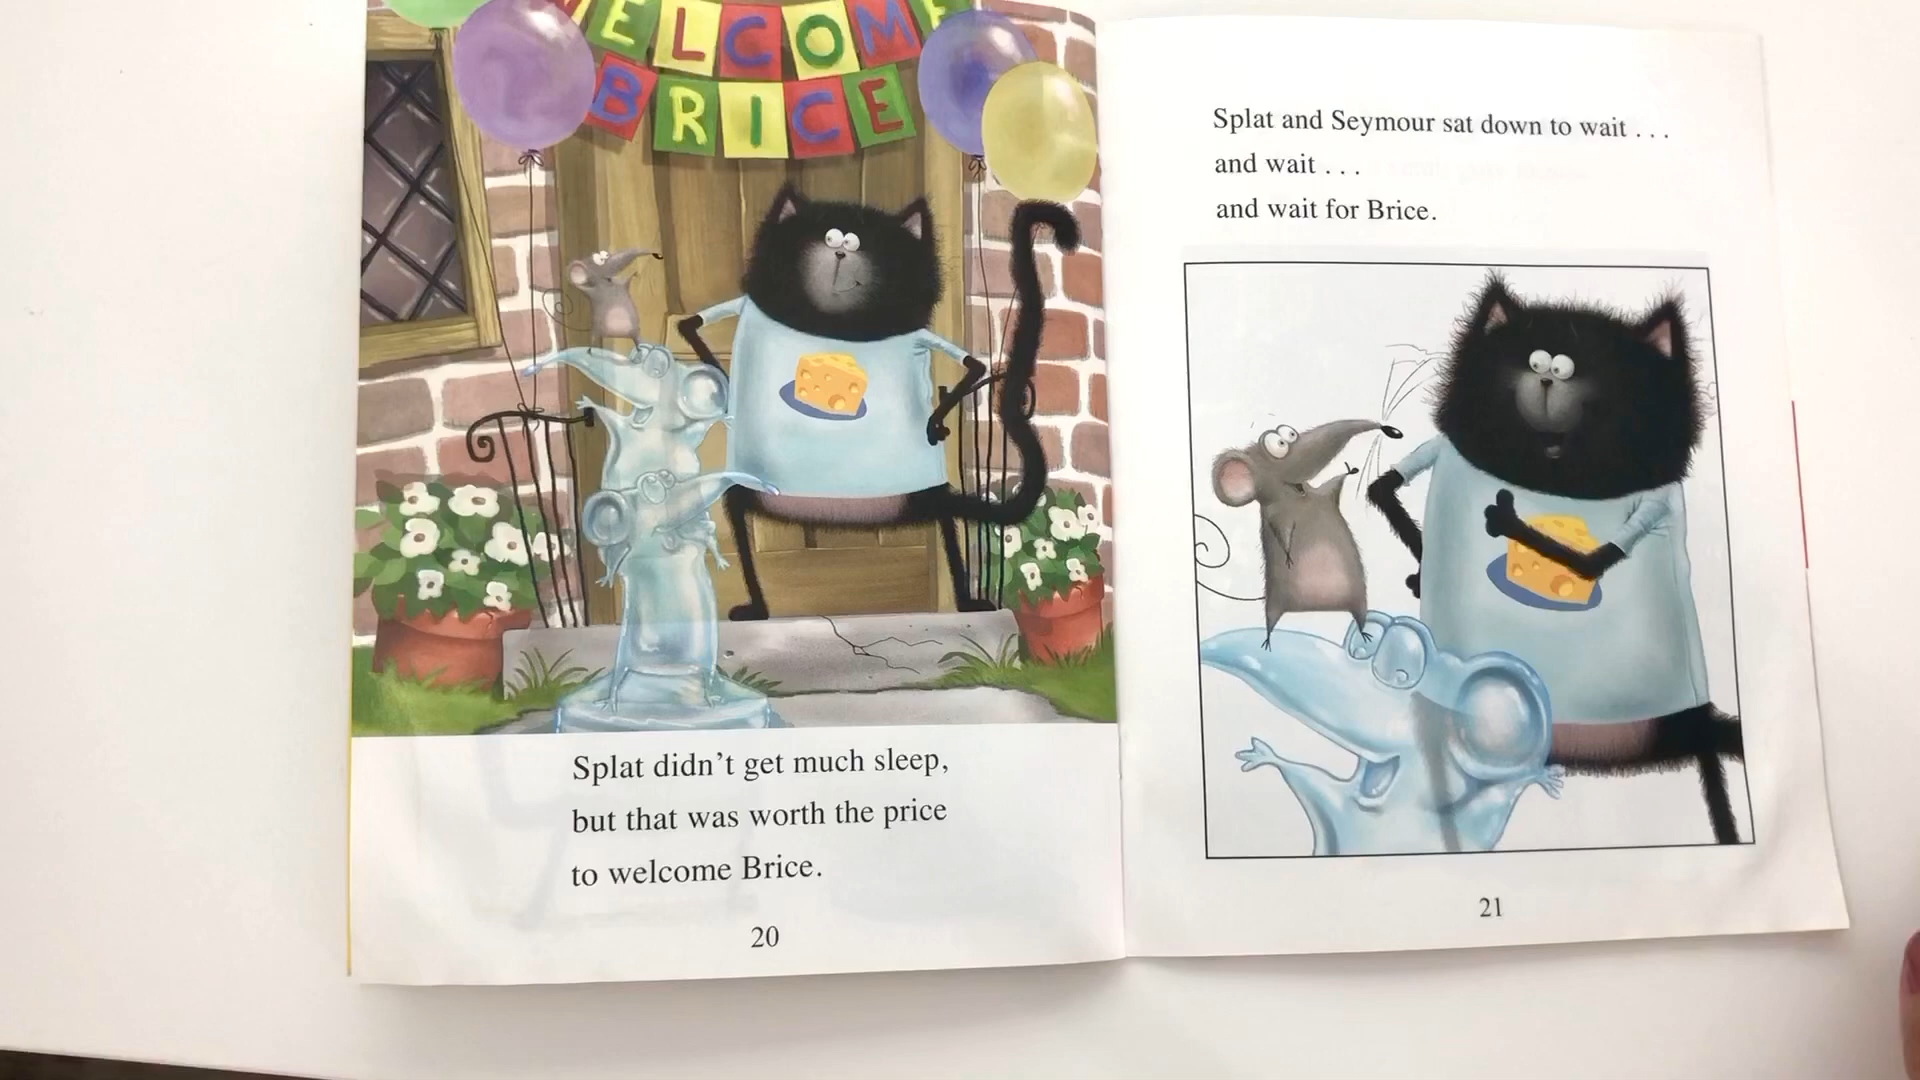 WELCOME
BRICE
Splat didn't get much sleep,
but that was worth the price
to welcome Brice.
20
Splat and Seymour sat down to wait . . .
and wait . . .
and wait for Brice.
21